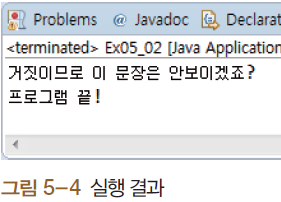 Problems @ Javadoc Declarat
<terminated> Ex05_02 [Java Application
거짓이므로 이 문장은 안보이겠죠?
프로그램 끝!
그림 5-4 실행 결과